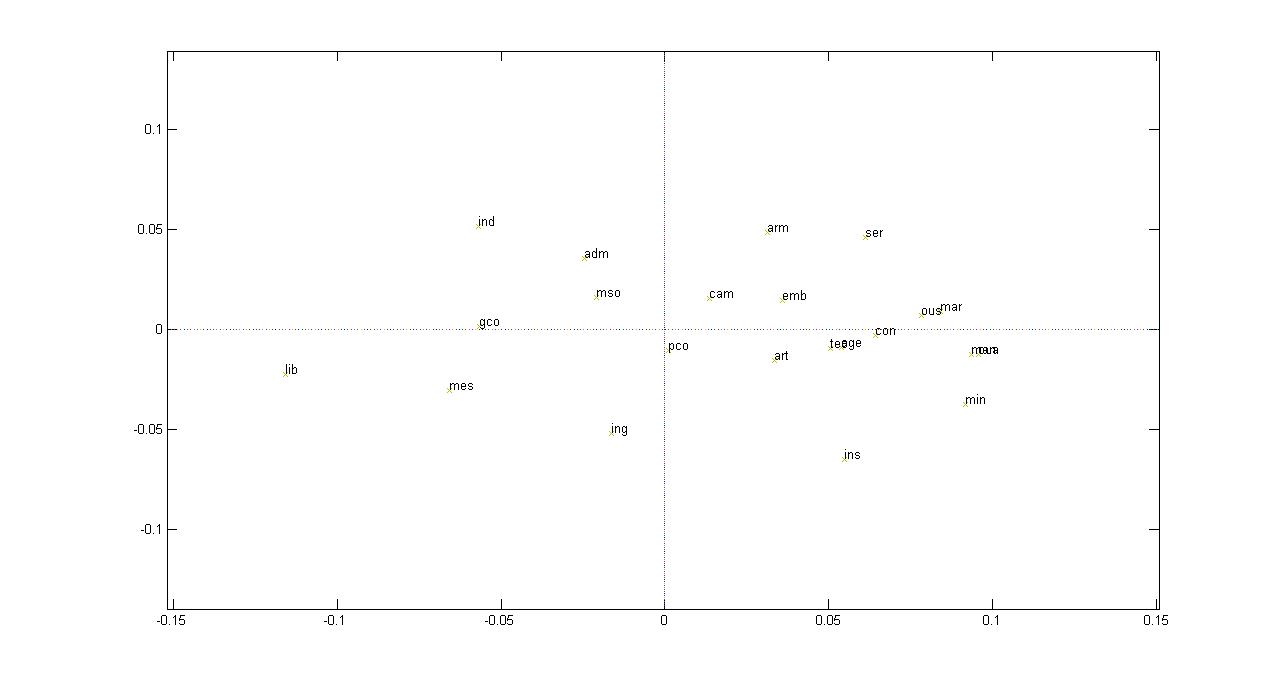 0.1
ind
0.05
arm
ser
adm
mso
cam
emb
ous
mar
0
gco
con
pco
art
lib
mes
min
-0.05
ing
ins
-0.1
-0.15
-0.1
-0.05
0
0.05
0.1
0.15